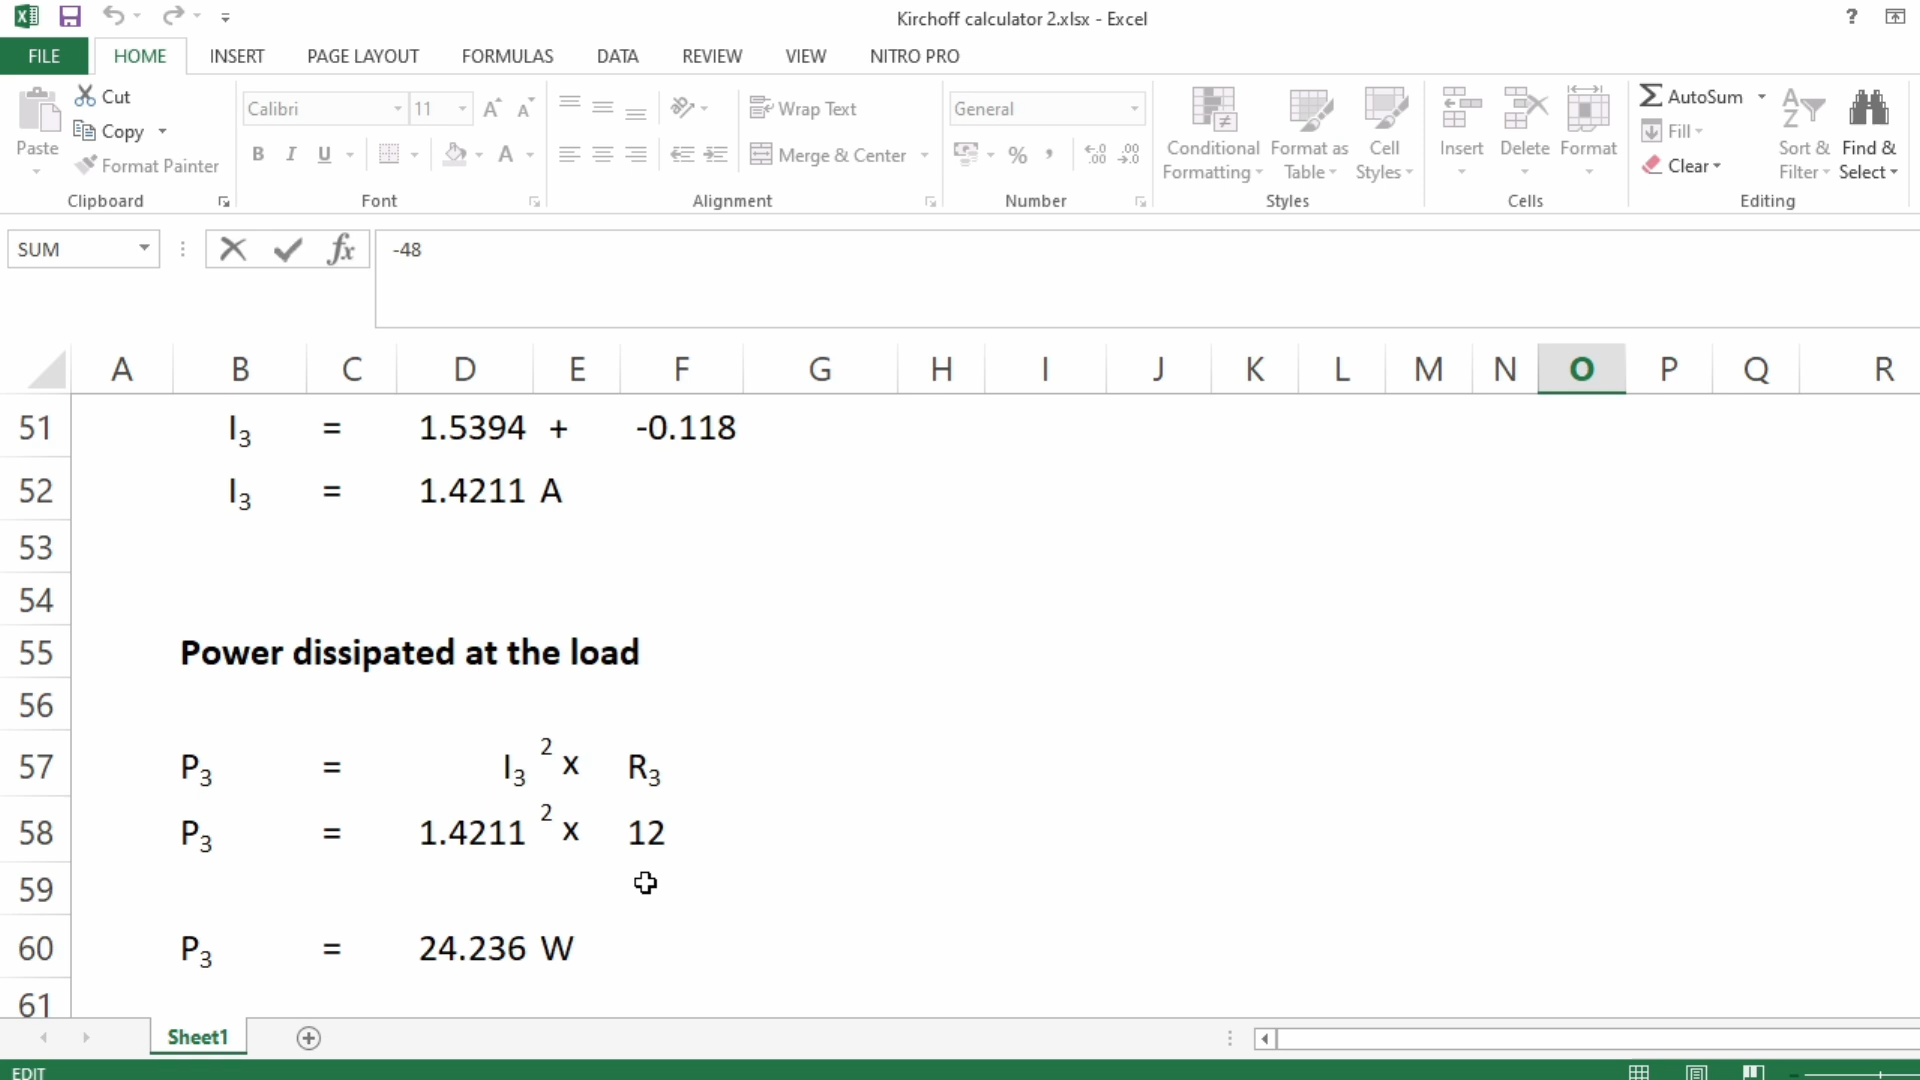 Kirchoff calculator 2.xlsx - Excel
?
FILE HOME INSERT PAGE LAYOUT FORMULAS DATA REVIEW VIEW NITRO PRO
Paste
Cut
Copy
Format Painter
Clipboard
Calibri 11
B I U
Font
Wrap Text
Merge & Center
Alignment
General
% ,
Number
Conditional Formatting
Format as Table
Cell Styles
Styles
Insert
Delete
Format
Cells
AutoSum
Fill
Clear
Sort & Filter
Find & Select
Editing
SUM fx -48
A B C D E F G H I J K L M N O P Q R
51 I₃ = 1.5394 + -0.118
52 I₃ = 1.4211 A
53
54
55 Power dissipated at the load
56
57 P₃ = I₃ ² x R₃
58 P₃ = 1.4211 ² x 12
59
60 P₃ = 24.236 W
61
Sheet1
EDIT